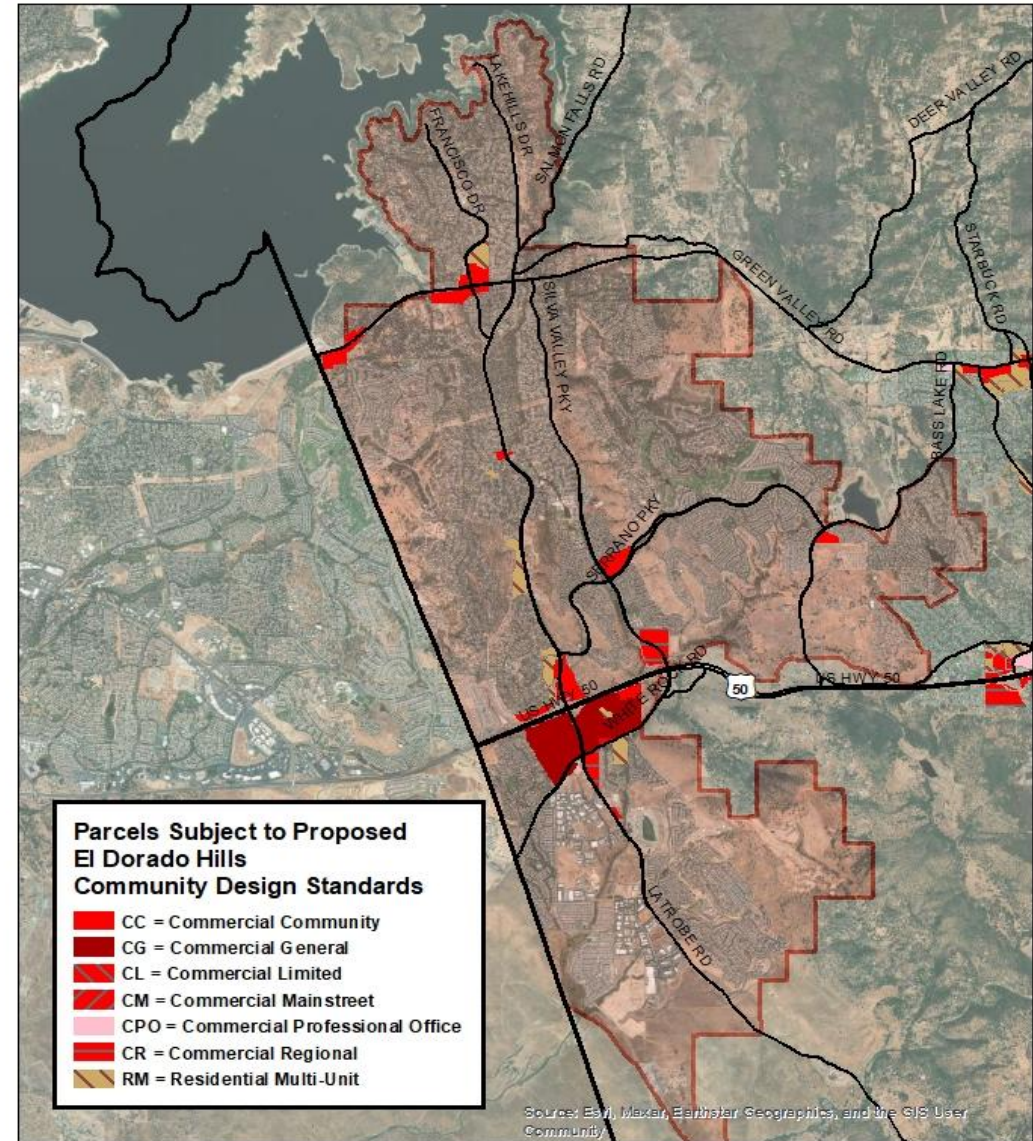 LAKEHILLS DR
SALMON FALLS RD
FRANCISCO DR
DEER VALLEY RD
STARBUCK RD
GREEN VALLEY RD
SILVA VALLEY PKY
BASS LAKE RD
SERRANO PKY
WHITE ROCK RD
US HWY 50
US HWY 50
50
LATROBE RD
Parcels Subject to Proposed
El Dorado Hills
Community Design Standards
CC = Commercial Community
CG = Commercial General
CL = Commercial Limited
CM = Commercial Mainstreet
CPO = Commercial Professional Office
CR = Commercial Regional
RM = Residential Multi-Unit
Source: Esri, Maxar, Earthstar Geographics, and the GIS User
Community